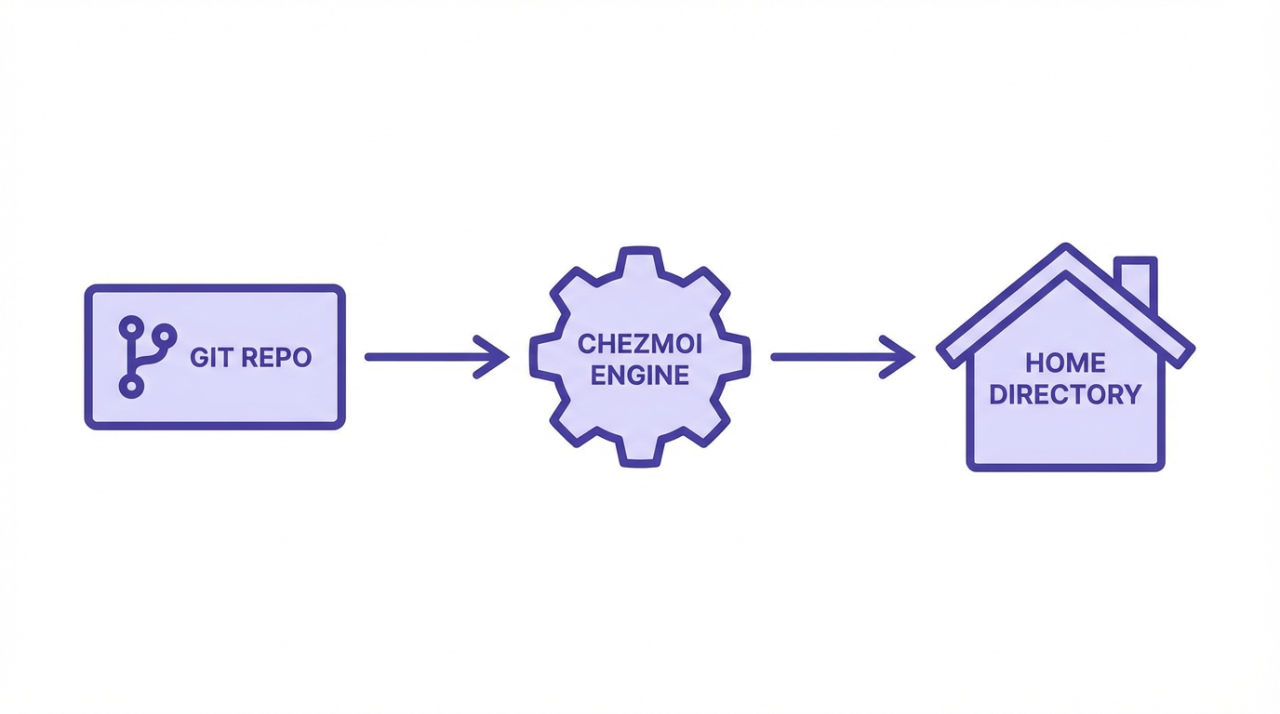 GIT REPO
CHEZMOI
ENGINE
HOME
DIRECTORY